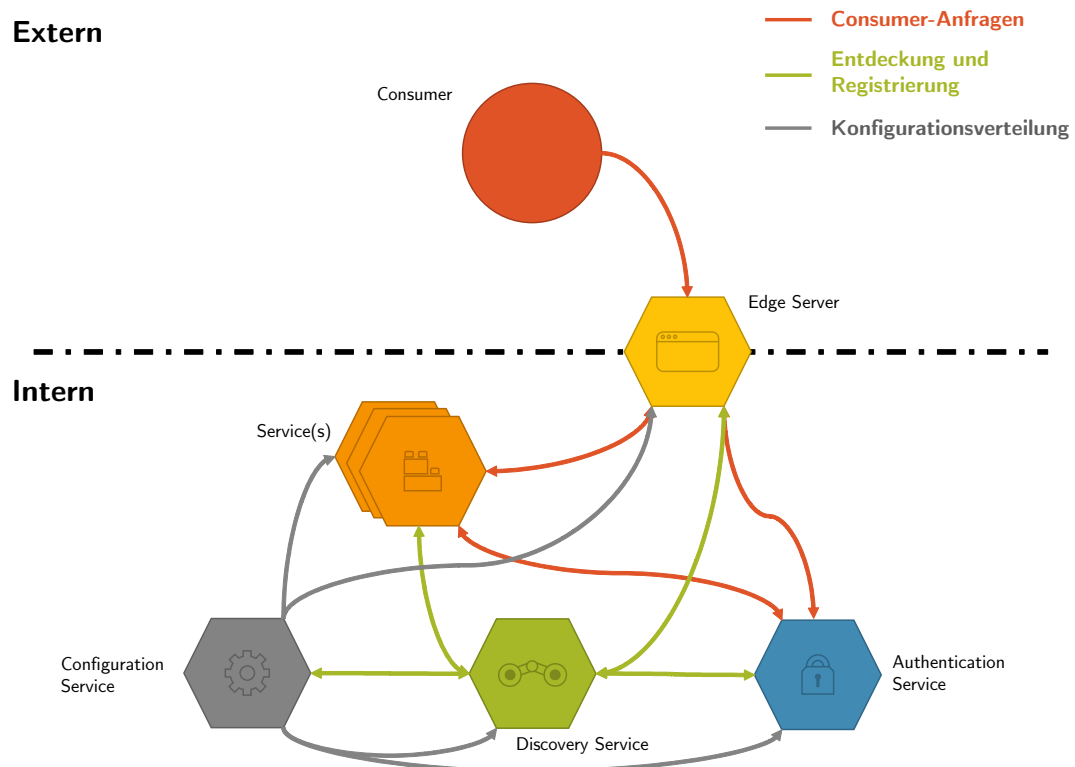 Extern
Consumer-Anfragen
Entdeckung und
Registrierung
Konfigurationsverteilung
Consumer
Edge Server
Intern
Service(s)
Configuration
Service
Discovery Service
Authentication
Service